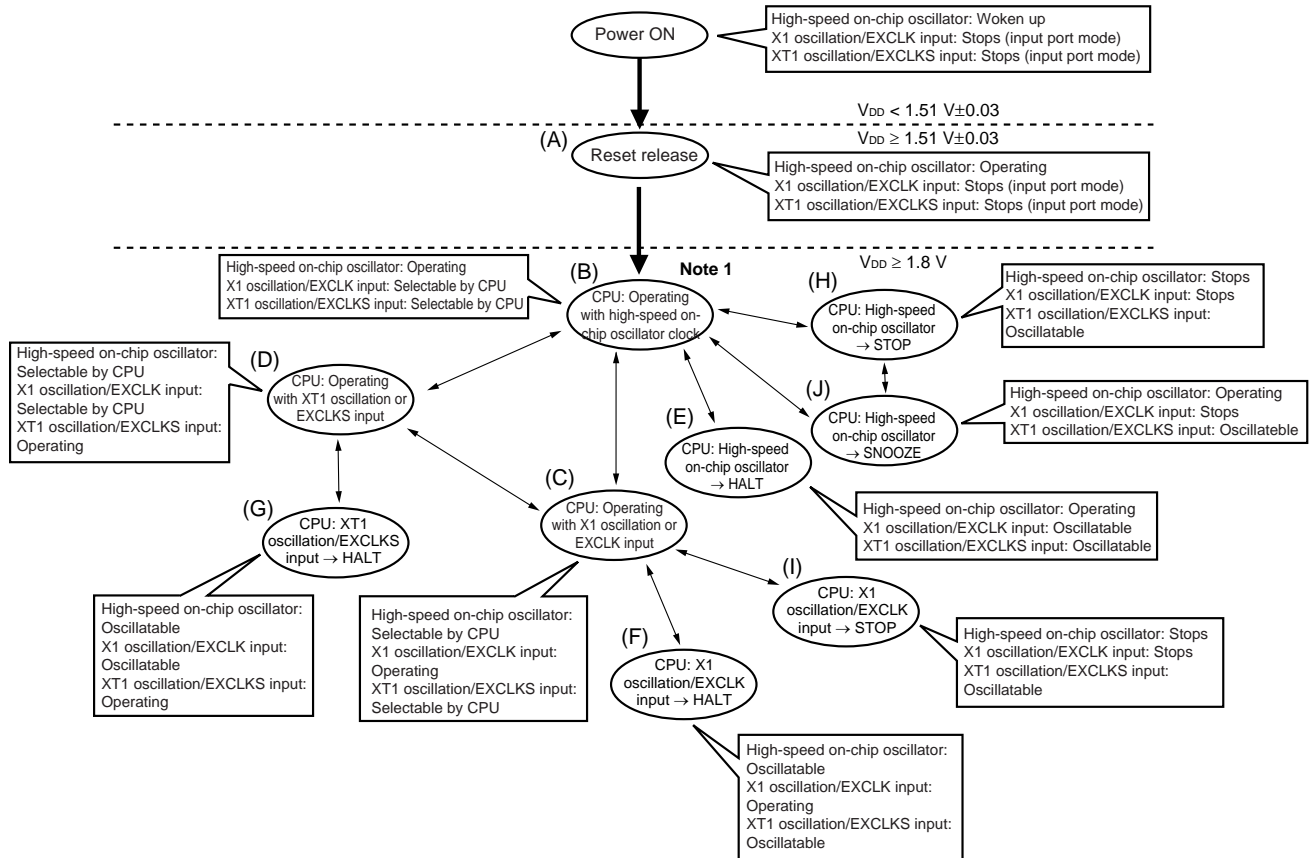 Power ON
High-speed on-chip oscillator: Woken up
X1 oscillation/EXCLK input: Stops (input port mode)
XT1 oscillation/EXCLKS input: Stops (input port mode)
VDD < 1.51 V±0.03
VDD ≥ 1.51 V±0.03
(A)
Reset release
High-speed on-chip oscillator: Operating
X1 oscillation/EXCLK input: Stops (input port mode)
XT1 oscillation/EXCLKS input: Stops (input port mode)
VDD ≥ 1.8 V
High-speed on-chip oscillator: Operating
X1 oscillation/EXCLK input: Selectable by CPU
XT1 oscillation/EXCLKS input: Selectable by CPU
(B)
Note 1
CPU: Operating
with high-speed on-
chip oscillator clock
(H)
CPU: High-speed
on-chip oscillator
→ STOP
High-speed on-chip oscillator: Stops
X1 oscillation/EXCLK input: Stops
XT1 oscillation/EXCLKS input:
Oscillatable
High-speed on-chip oscillator:
Selectable by CPU
X1 oscillation/EXCLK input:
Selectable by CPU
XT1 oscillation/EXCLKS input:
Operating
(D)
CPU: Operating
with XT1 oscillation or
EXCLKS input
(J)
CPU: High-speed
on-chip oscillator
→ SNOOZE
High-speed on-chip oscillator: Operating
X1 oscillation/EXCLK input: Stops
XT1 oscillation/EXCLKS input: Oscillateble
(E)
CPU: High-speed
on-chip oscillator
→ HALT
High-speed on-chip oscillator: Operating
X1 oscillation/EXCLK input: Oscillatable
XT1 oscillation/EXCLKS input: Oscillatable
(C)
CPU: Operating
with X1 oscillation or
EXCLK input
(G)
CPU: XT1
oscillation/EXCLKS
input → HALT
(I)
CPU: X1
oscillation/EXCLK
input → STOP
High-speed on-chip oscillator:
Oscillatable
X1 oscillation/EXCLK input:
Oscillatable
XT1 oscillation/EXCLKS input:
Operating
High-speed on-chip oscillator:
Selectable by CPU
X1 oscillation/EXCLK input:
Operating
XT1 oscillation/EXCLKS input:
Selectable by CPU
(F)
CPU: X1
oscillation/EXCLK
input → HALT
High-speed on-chip oscillator: Stops
X1 oscillation/EXCLK input: Stops
XT1 oscillation/EXCLKS input:
Oscillatable
High-speed on-chip oscillator:
Oscillatable
X1 oscillation/EXCLK input:
Operating
XT1 oscillation/EXCLKS input:
Oscillatable